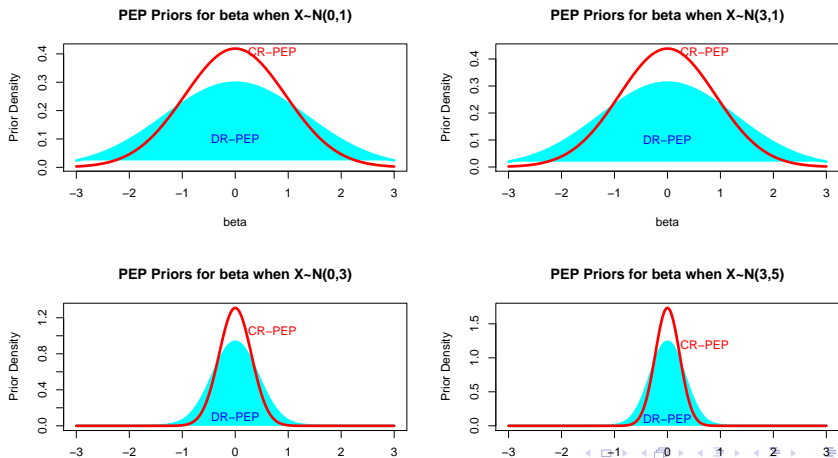 PEP Priors for beta when X~N(0,1)
Prior Density
0.0 0.1 0.2 0.3 0.4
CR−PEP
DR−PEP
−3 −2 −1 0 1 2 3
beta
PEP Priors for beta when X~N(3,1)
Prior Density
0.0 0.1 0.2 0.3 0.4
CR−PEP
DR−PEP
−3 −2 −1 0 1 2 3
beta
PEP Priors for beta when X~N(0,3)
Prior Density
0.0 0.4 0.8 1.2
CR−PEP
DR−PEP
−3 −2 −1 0 1 2 3
PEP Priors for beta when X~N(3,5)
Prior Density
0.0 0.5 1.0 1.5
CR−PEP
DR−PEP
−3 −2 −1 0 1 2 3